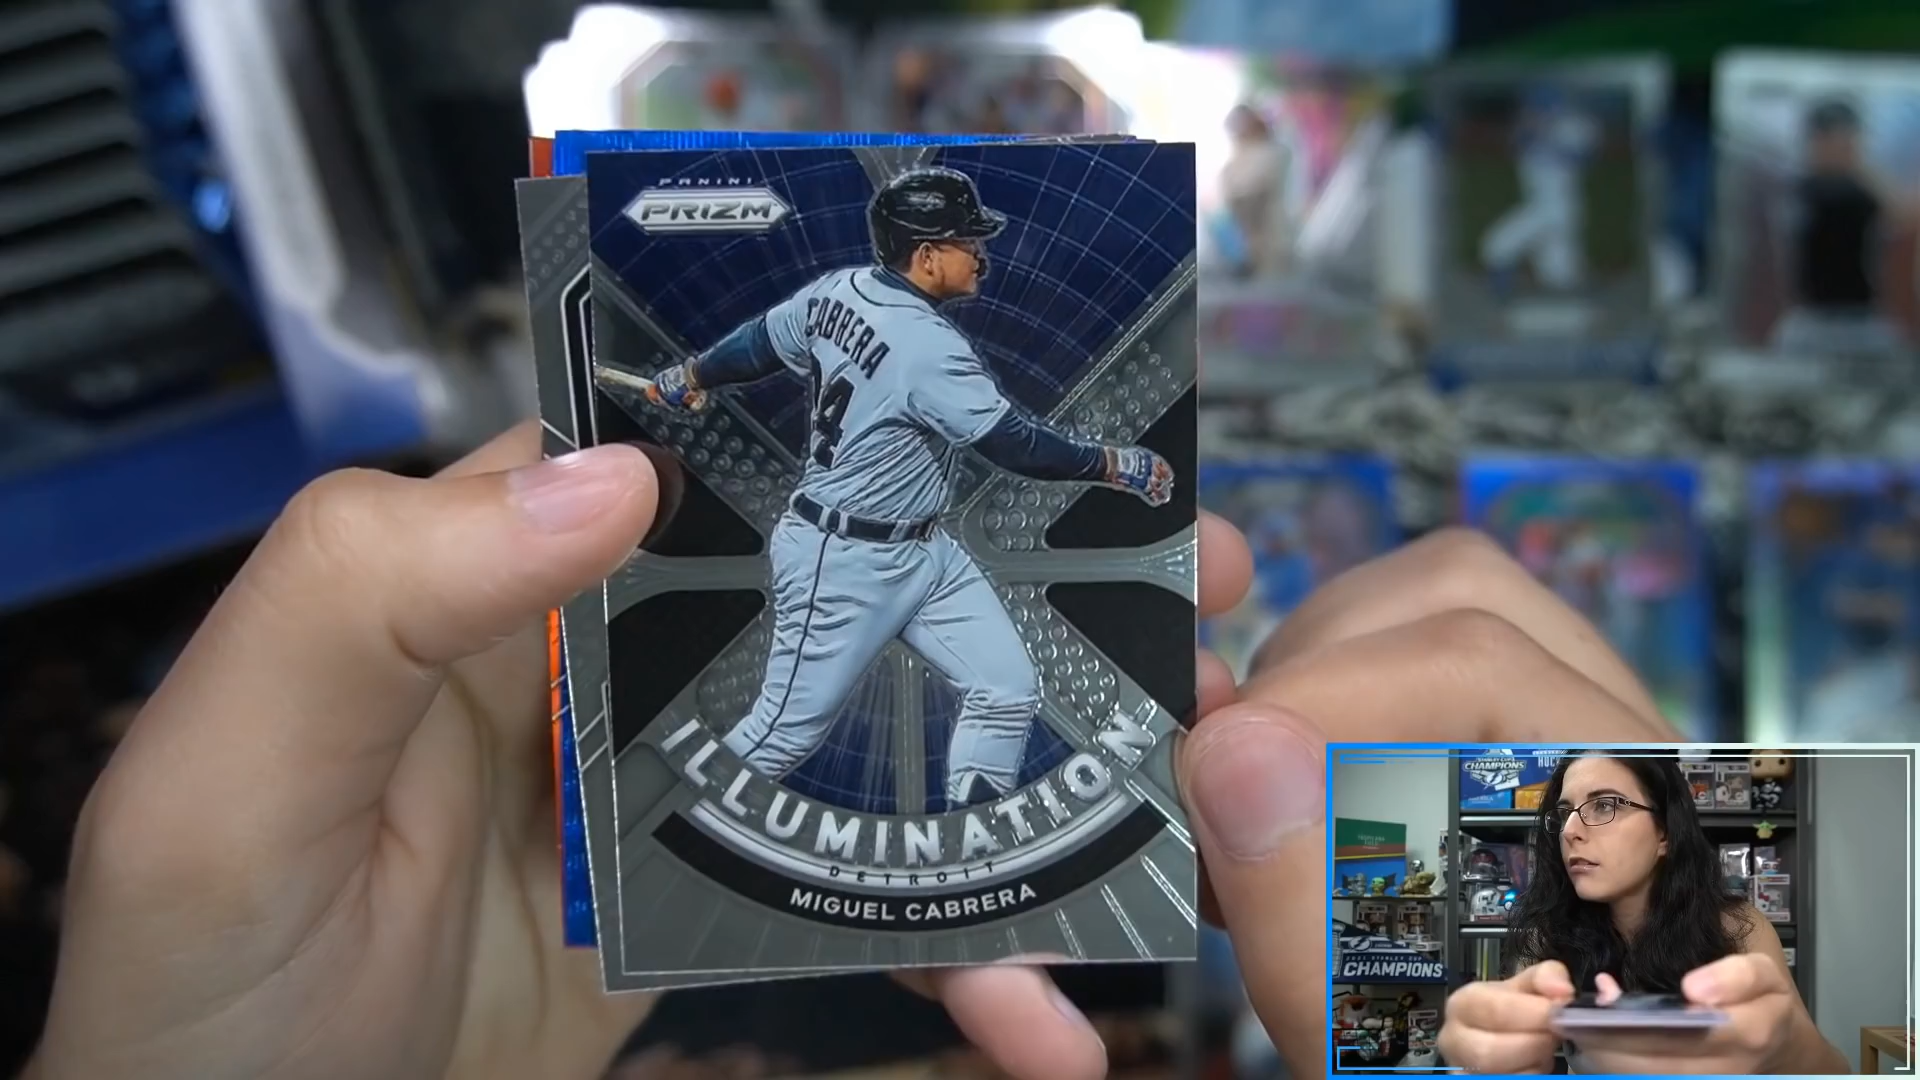 PANINI
PRIZM
CABRERA
24
ILLUMINATION
DETROIT
MIGUEL CABRERA
CHAMPIONS
CHAMPIONS